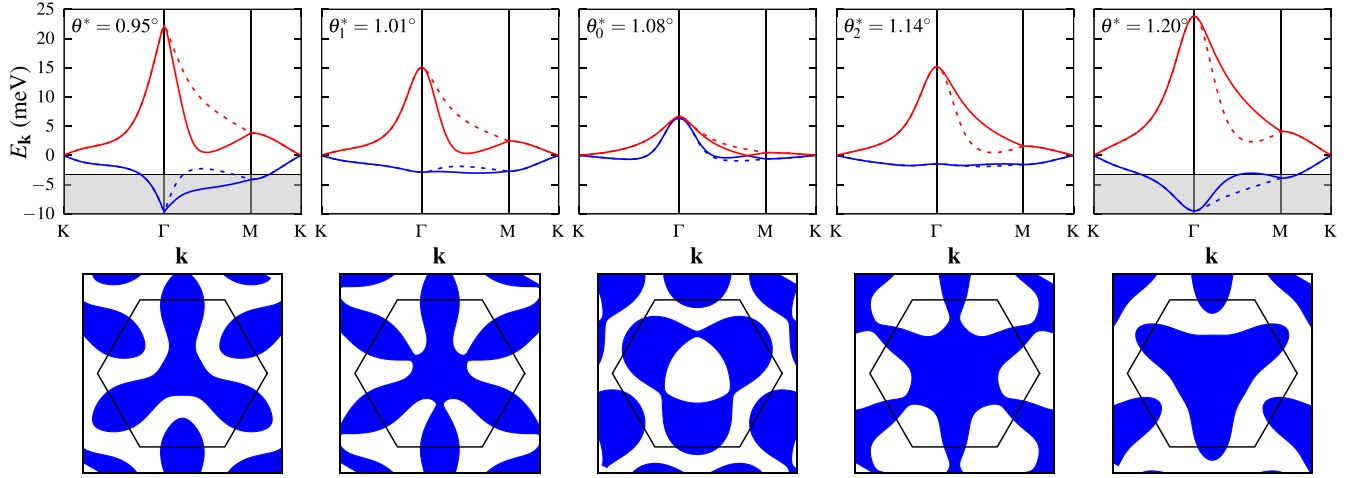 θ* = 0.95°
θ₁* = 1.01°
θ₀* = 1.08°
θ₂* = 1.14°
θ* = 1.20°
E_k (meV)
25
20
15
10
5
0
−5
−10
K Γ M K
K Γ M K
K Γ M K
K Γ M K
K Γ M K
k k k k k